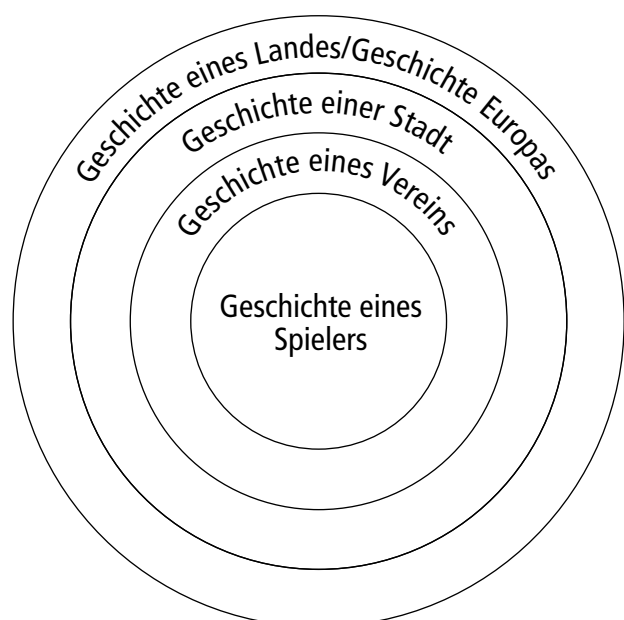 Geschichte eines Landes/Geschichte Europas
Geschichte einer Stadt
Geschichte eines Vereins
Geschichte eines
Spielers